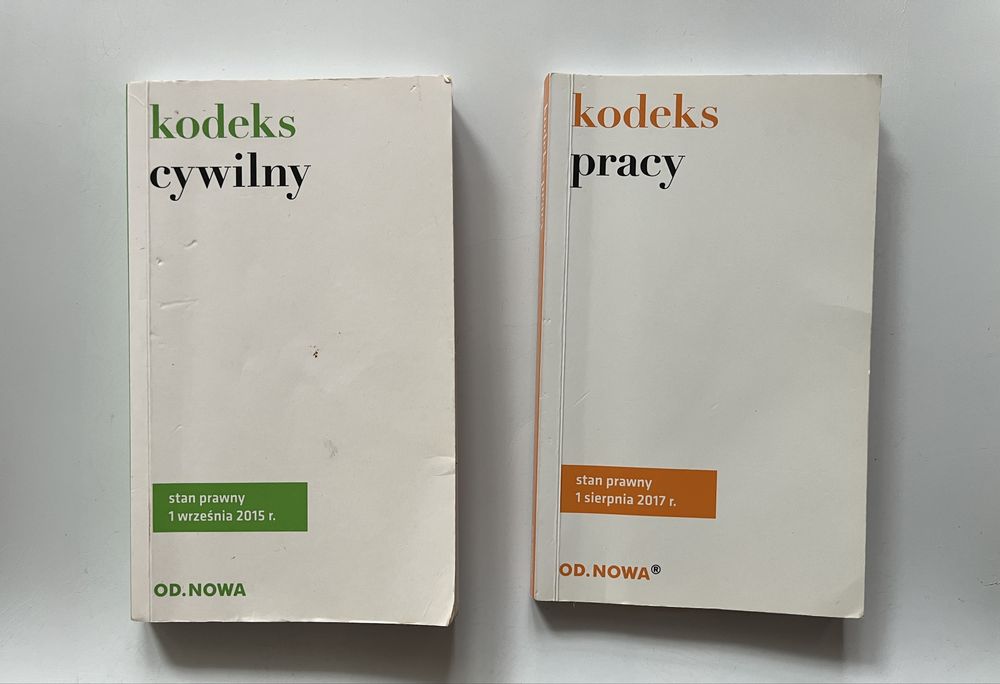 kodeks
cywilny
stan prawny
1 września 2015 r.
OD.NOWA
kodeks
pracy
stan prawny
1 sierpnia 2017 r.
OD.NOWA®